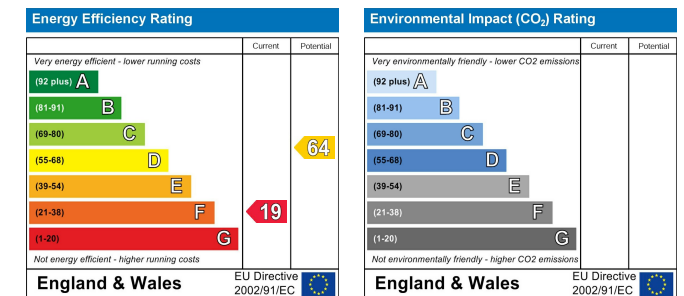 Energy Efficiency Rating
Current Potential
Very energy efficient - lower running costs
(92 plus) A
(81-91) B
(69-80) C
(55-68) D
64
(39-54) E
(21-38) F
19
(1-20) G
Not energy efficient - higher running costs
England & Wales
EU Directive
2002/91/EC
Environmental Impact (CO2) Rating
Current Potential
Very environmentally friendly - lower CO2 emissions
(92 plus) A
(81-91) B
(69-80) C
(55-68) D
(39-54) E
(21-38) F
(1-20) G
Not environmentally friendly - higher CO2 emissions
England & Wales
EU Directive
2002/91/EC